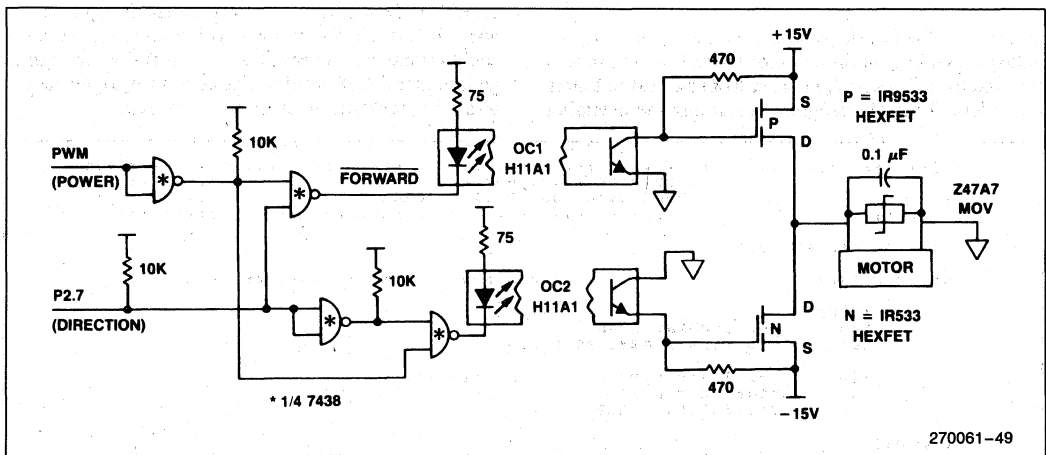 +15V
470
S
P
D
P = IR9533
HEXFET
75
10K
OC1
H11A1
PWM
(POWER)
*
*
FORWARD
0.1 μF
Z47A7
MOV
MOTOR
75
10K
10K
OC2
H11A1
P2.7
(DIRECTION)
*
*
D
N
S
N = IR533
HEXFET
470
-15V
* 1/4 7438
270061-49